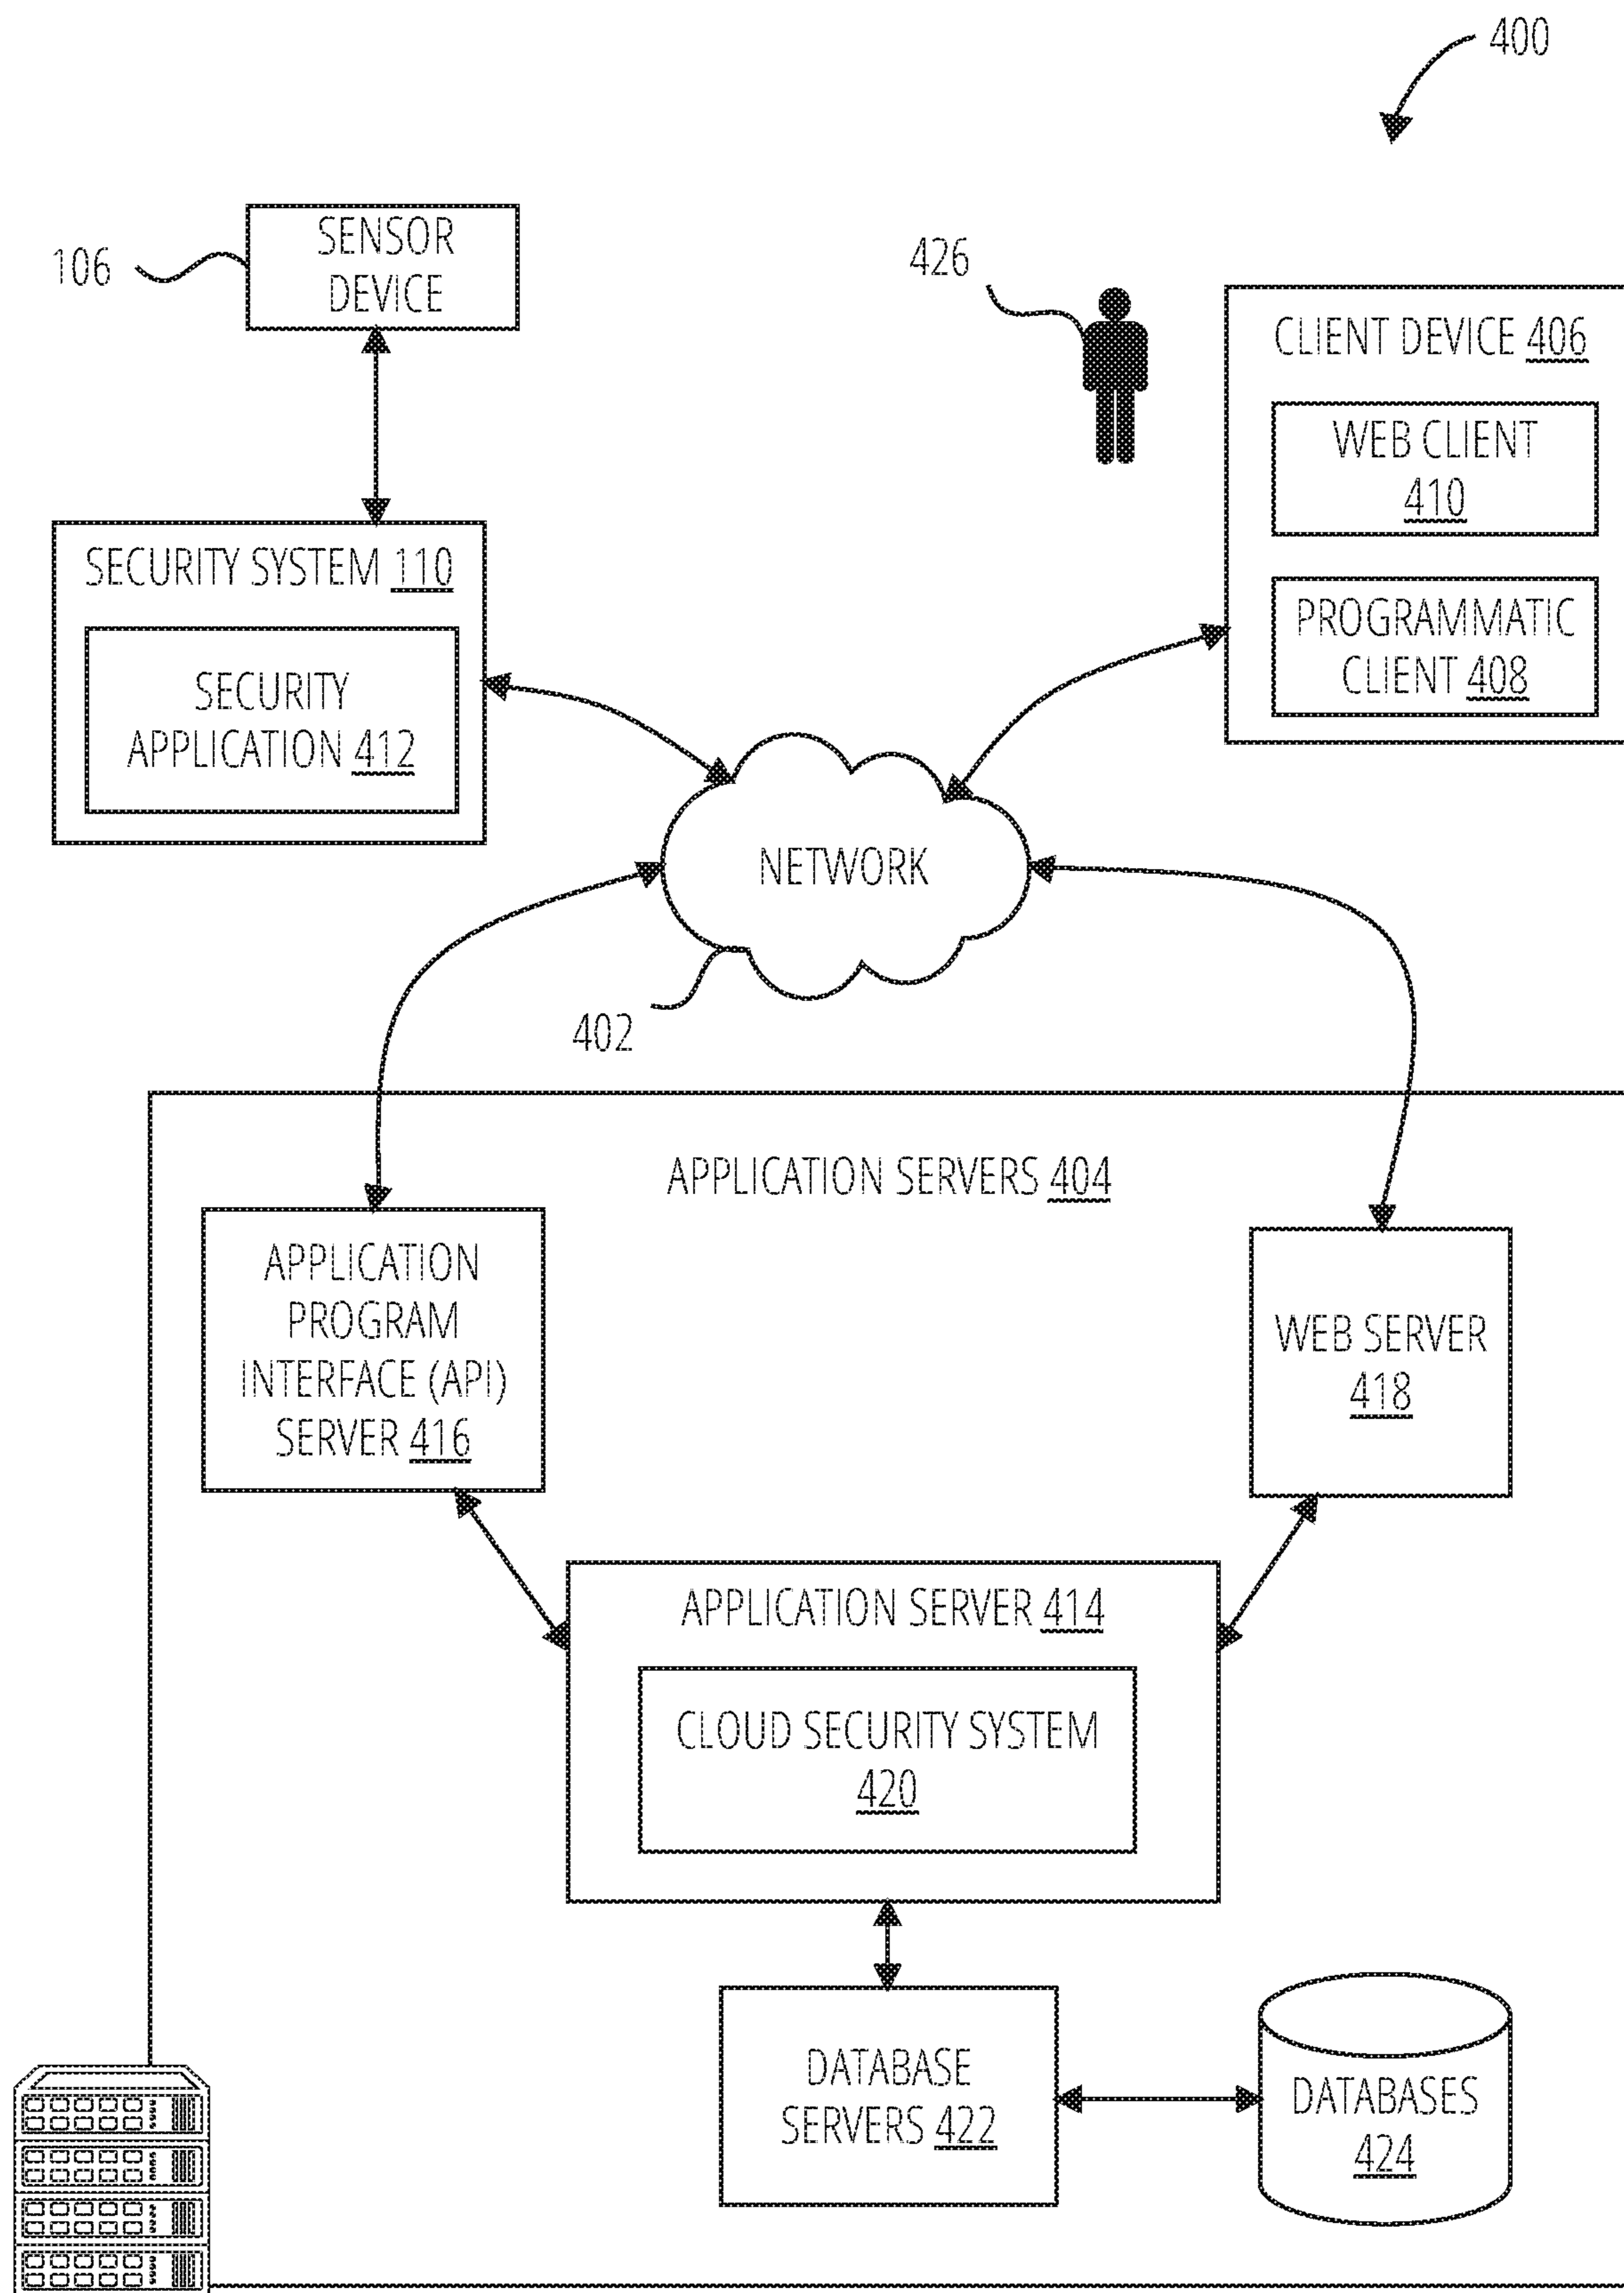 400
SENSOR
DEVICE
106
426
CLIENT DEVICE 406
WEB CLIENT
410
PROGRAMMATIC
CLIENT 408
SECURITY SYSTEM 110
SECURITY
APPLICATION 412
NETWORK
402
APPLICATION SERVERS 404
APPLICATION
PROGRAM
INTERFACE (API)
SERVER 416
WEB SERVER
418
APPLICATION SERVER 414
CLOUD SECURITY SYSTEM
420
DATABASE
SERVERS 422
DATABASES
424